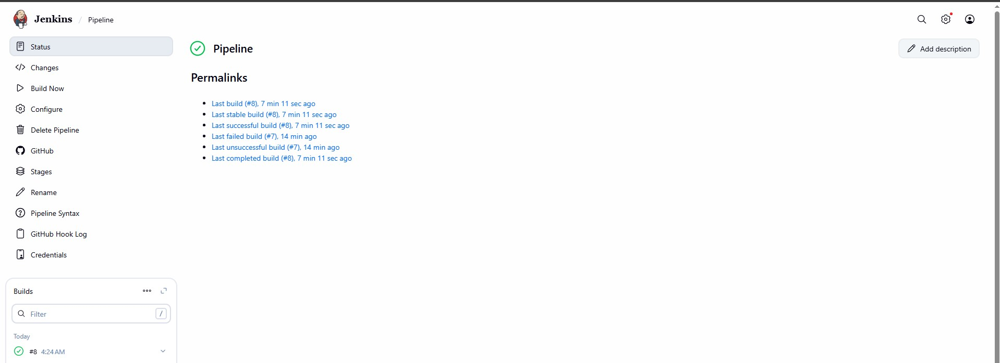 Jenkins / Pipeline
Status
Changes
Build Now
Configure
Delete Pipeline
GitHub
Stages
Rename
Pipeline Syntax
GitHub Hook Log
Credentials
Builds
Filter /
Today
#8 4:24 AM
Pipeline
Add description
Permalinks
Last build (#8), 7 min 11 sec ago
Last stable build (#8), 7 min 11 sec ago
Last successful build (#8), 7 min 11 sec ago
Last failed build (#7), 14 min ago
Last unsuccessful build (#7), 14 min ago
Last completed build (#8), 7 min 11 sec ago